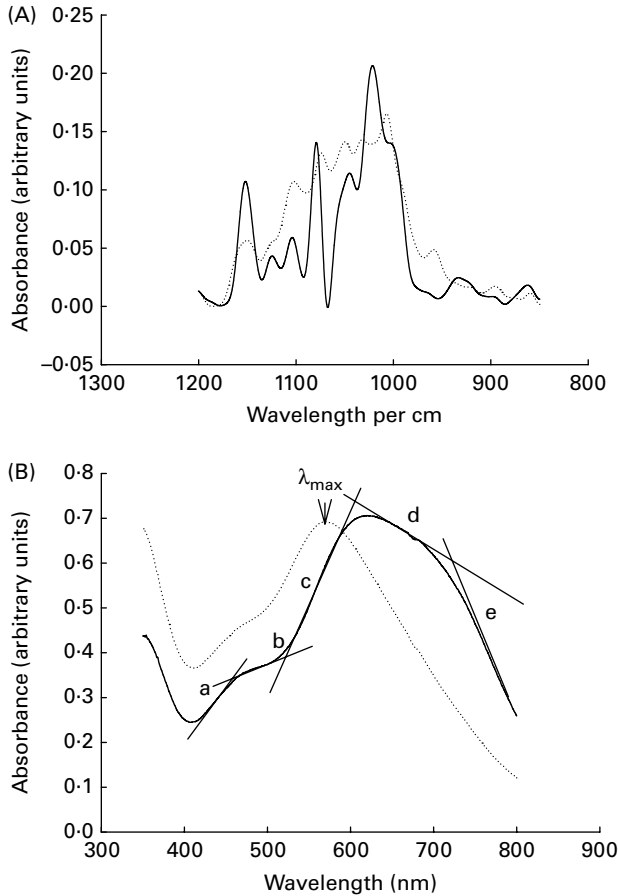 (A)
Absorbance (arbitrary units)
0·25
0·20
0·15
0·10
0·05
0·00
–0·05
1300 1200 1100 1000 900 800
Wavelength per cm
(B)
Absorbance (arbitrary units)
0·8
0·7
0·6
0·5
0·4
0·3
0·2
0·1
0·0
λmax
a
b
c
d
e
300 400 500 600 700 800 900
Wavelength (nm)